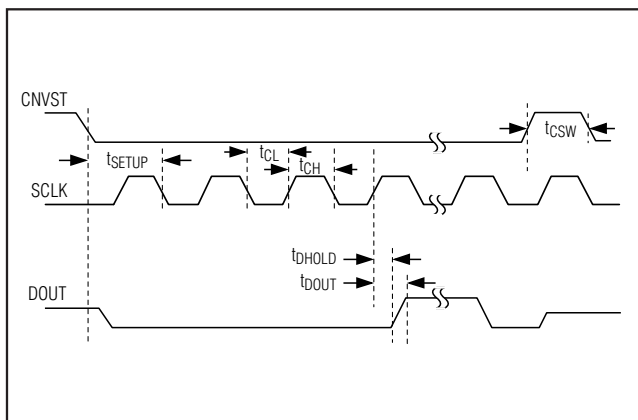 CNVST
tCSW
tSETUP
tCL
tCH
SCLK
tDHOLD
tDOUT
DOUT